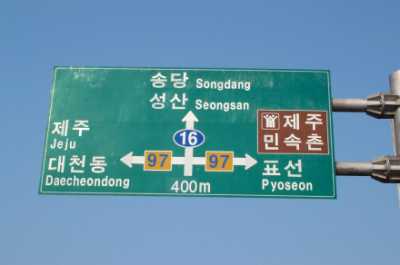 송당 Songdang
성산 Seongsan
16
제주
Jeju
대천동
Daecheondong
97
97
400m
제주
민속촌
표선
Pyoseon